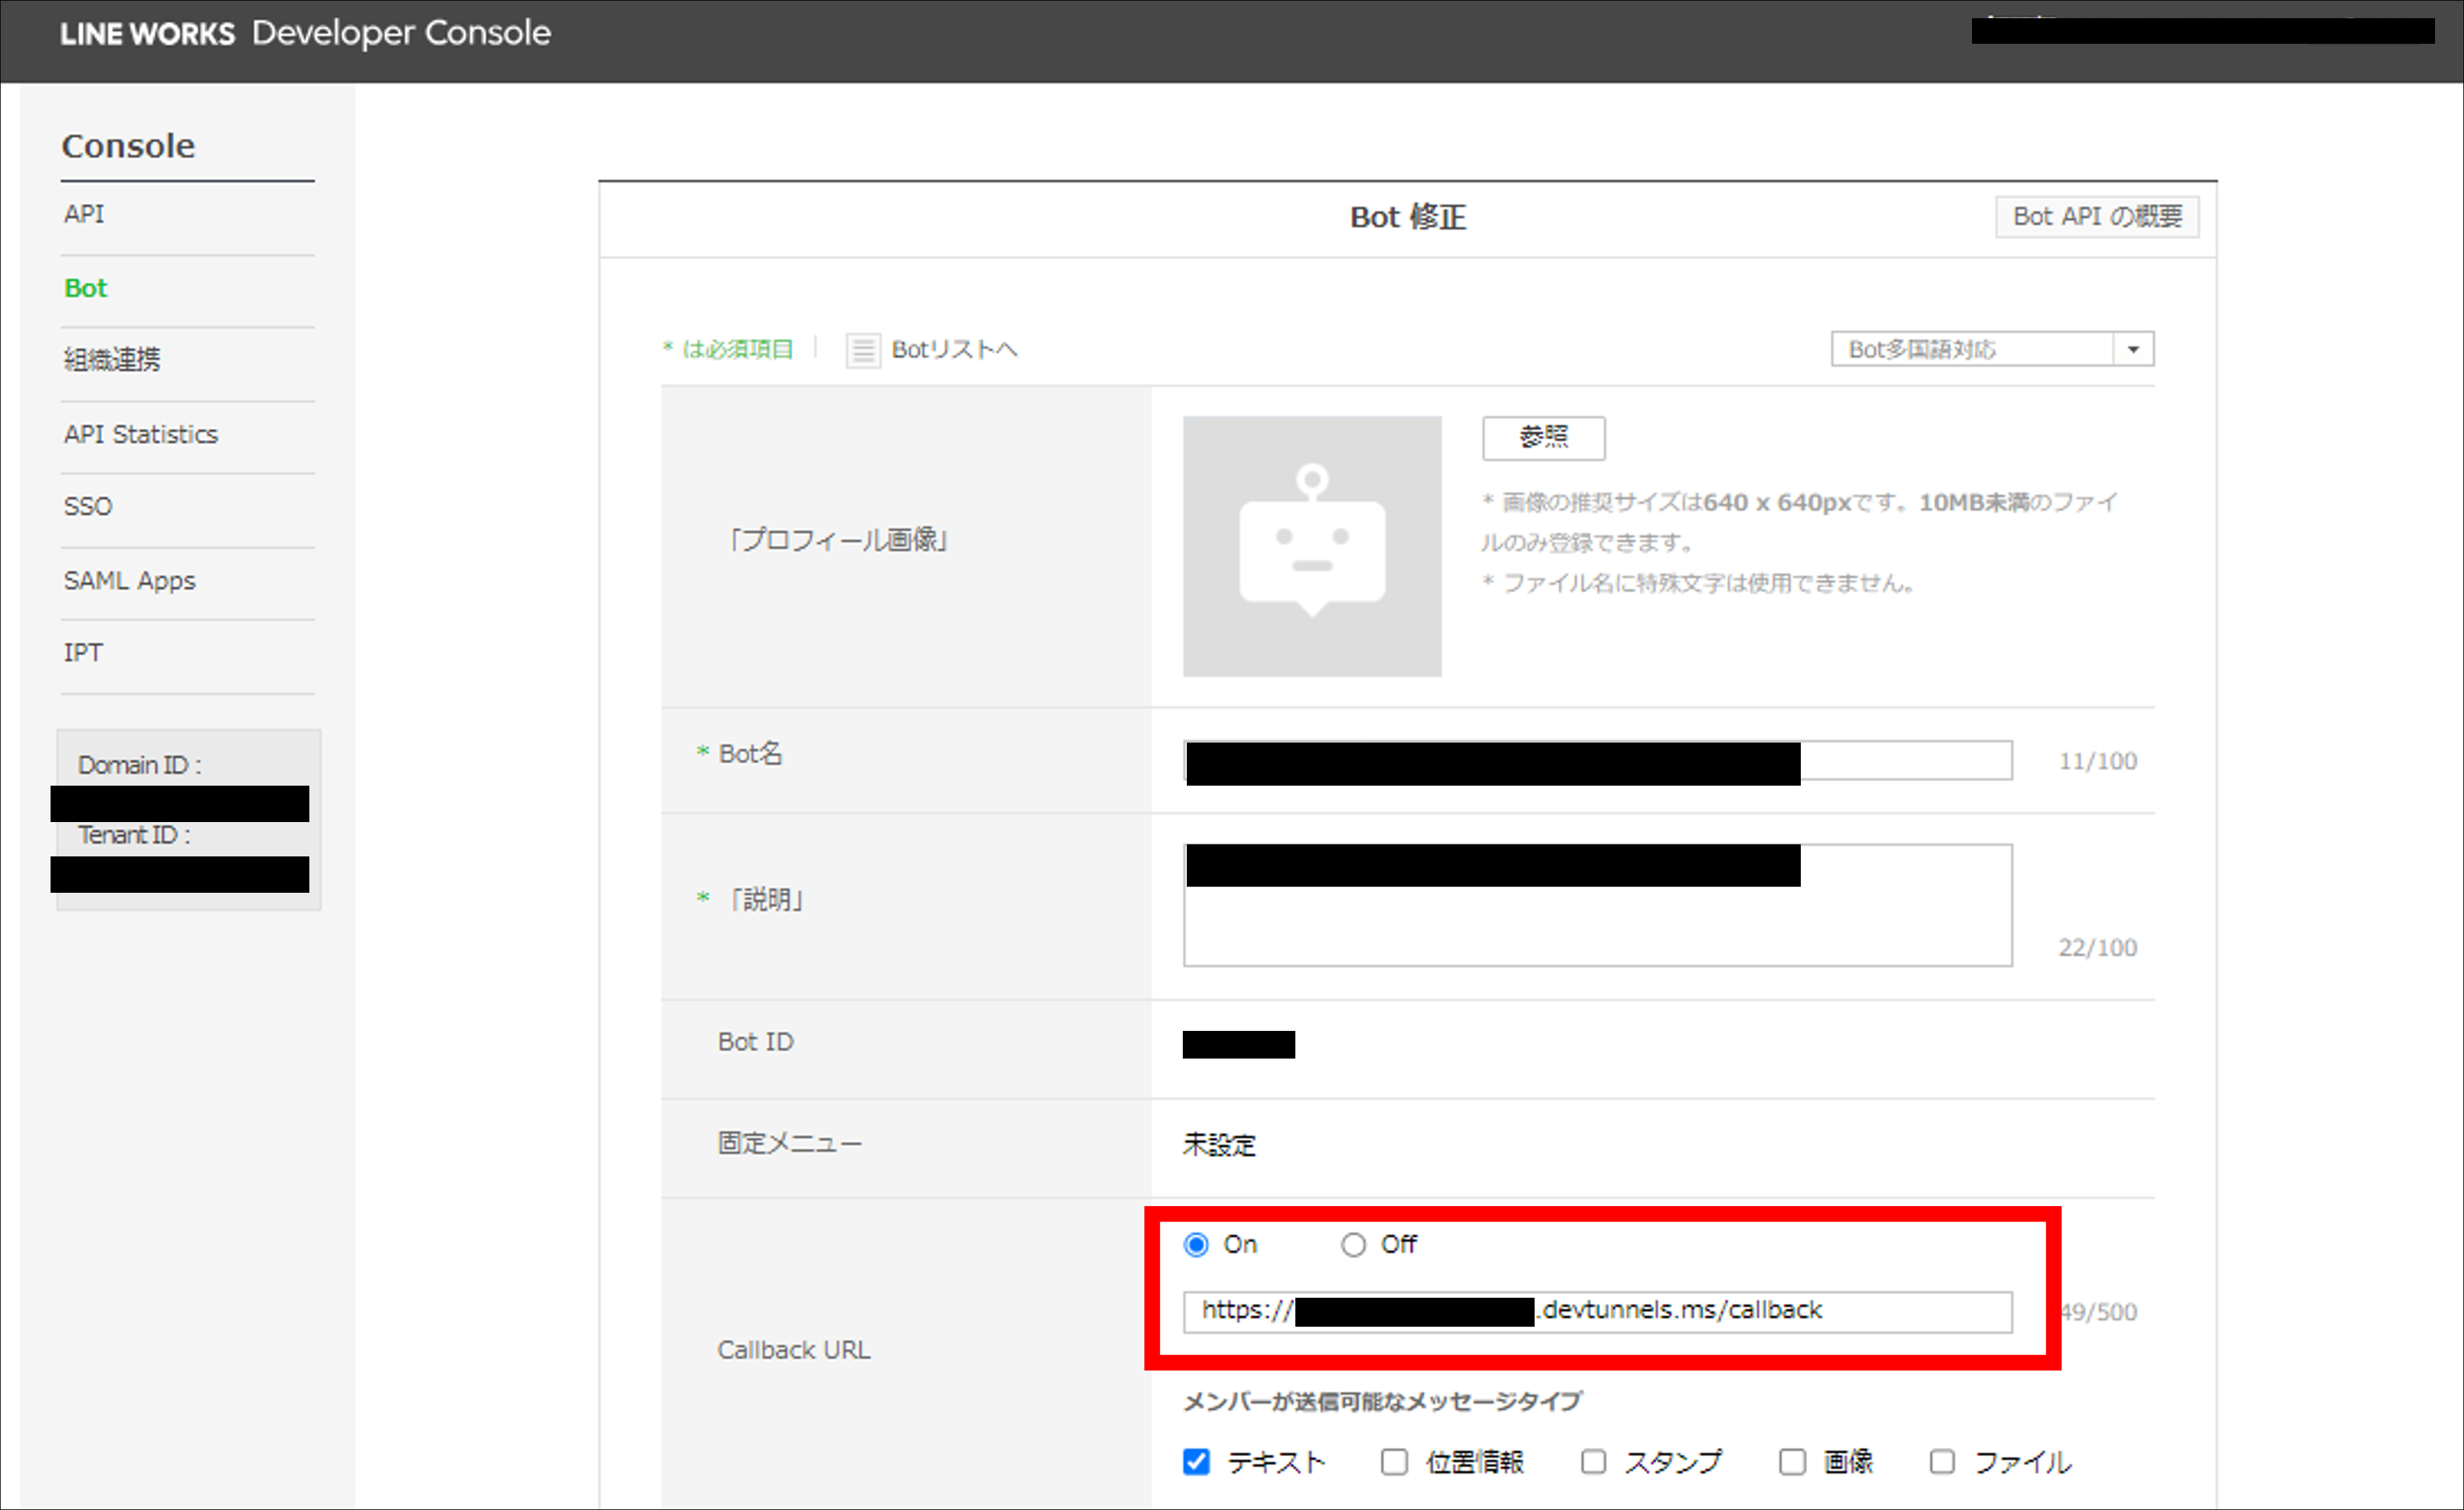 LINE WORKS Developer Console
Console
API
Bot
組織連携
API Statistics
SSO
SAML Apps
IPT
Domain ID :
Tenant ID :
Bot 修正
Bot API の概要
* は必須項目
Botリストへ
Bot多国語対応
「プロフィール画像」
参照
* 画像の推奨サイズは640 x 640pxです。10MB未満のファイ
ルのみ登録できます。
* ファイル名に特殊文字は使用できません。
* Bot名
11/100
* 「説明」
22/100
Bot ID
固定メニュー
未設定
Callback URL
On Off
https:// .devtunnels.ms/callback
49/500
メンバーが送信可能なメッセージタイプ
テキスト 位置情報 スタンプ 画像 ファイル